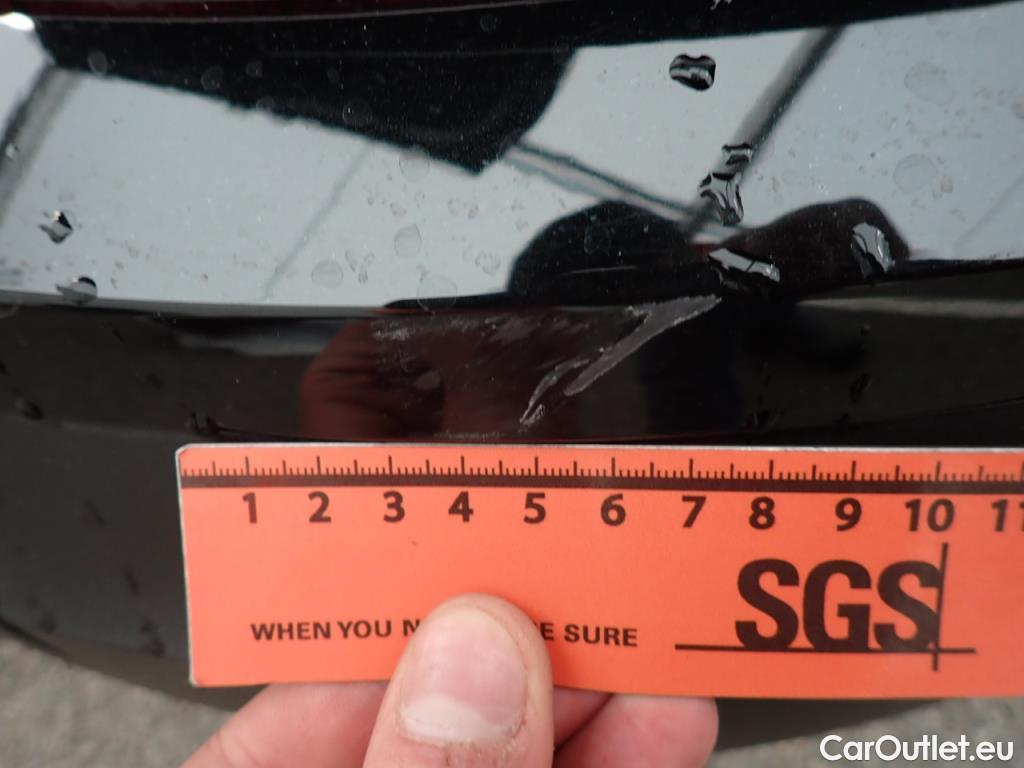 1 2 3 4 5 6 7 8 9 10
SGS
WHEN YOU SURE
CarOutlet.eu